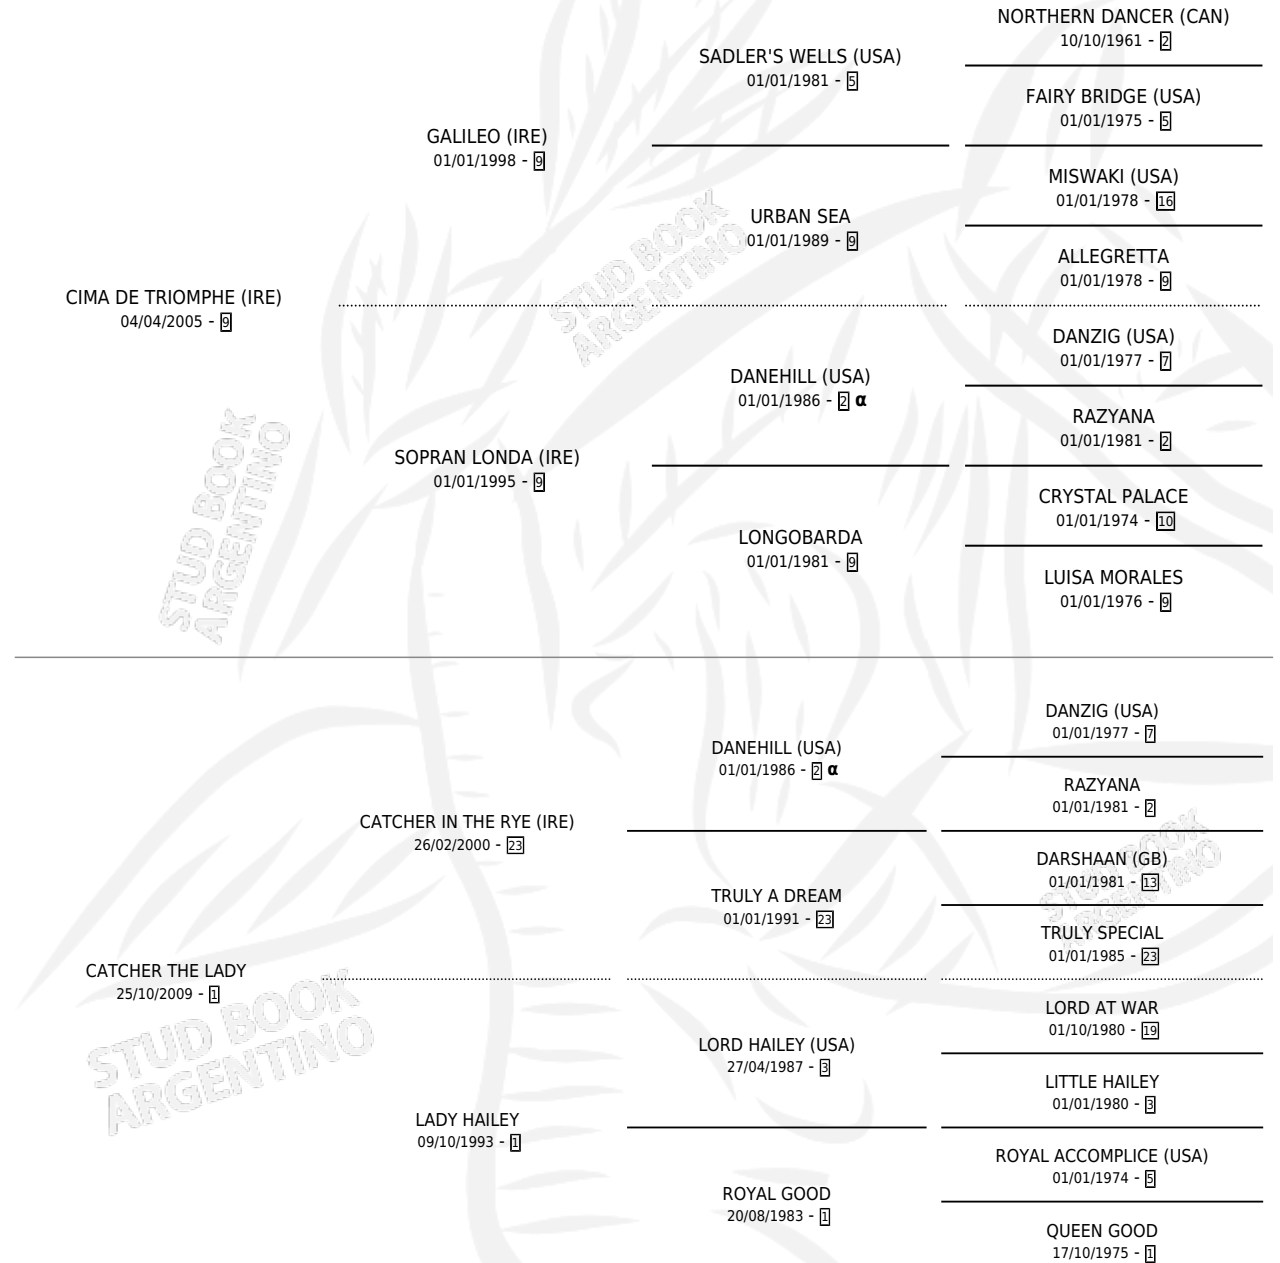 NORTHERN DANCER (CAN)
10/10/1961 - 2
SADLER'S WELLS (USA)
01/01/1981 - 5
FAIRY BRIDGE (USA)
01/01/1975 - 5
GALILEO (IRE)
01/01/1998 - 9
MISWAKI (USA)
01/01/1978 - 16
URBAN SEA
01/01/1989 - 9
ALLEGRETTA
01/01/1978 - 9
STUD BOOK
ARGENTINO
CIMA DE TRIOMPHE (IRE)
04/04/2005 - 9
DANZIG (USA)
01/01/1977 - 7
DANEHILL (USA)
01/01/1986 - 2 α
RAZYANA
01/01/1981 - 2
SOPRAN LONDA (IRE)
01/01/1995 - 9
CRYSTAL PALACE
01/01/1974 - 10
LONGOBARDA
01/01/1981 - 9
LUISA MORALES
01/01/1976 - 9
STUD BOOK
ARGENTINO
DANZIG (USA)
01/01/1977 - 7
DANEHILL (USA)
01/01/1986 - 2 α
RAZYANA
01/01/1981 - 2
CATCHER IN THE RYE (IRE)
26/02/2000 - 23
DARSHAAN (GB)
01/01/1981 - 13
TRULY A DREAM
01/01/1991 - 23
TRULY SPECIAL
01/01/1985 - 23
STUD BOOK
ARGENTINO
CATCHER THE LADY
25/10/2009 - 1
LORD AT WAR
01/10/1980 - 19
LORD HAILEY (USA)
27/04/1987 - 3
LITTLE HAILEY
01/01/1980 - 3
LADY HAILEY
09/10/1993 - 1
ROYAL ACCOMPLICE (USA)
01/01/1974 - 5
ROYAL GOOD
20/08/1983 - 1
QUEEN GOOD
17/10/1975 - 1
STUD BOOK
ARGENTINO